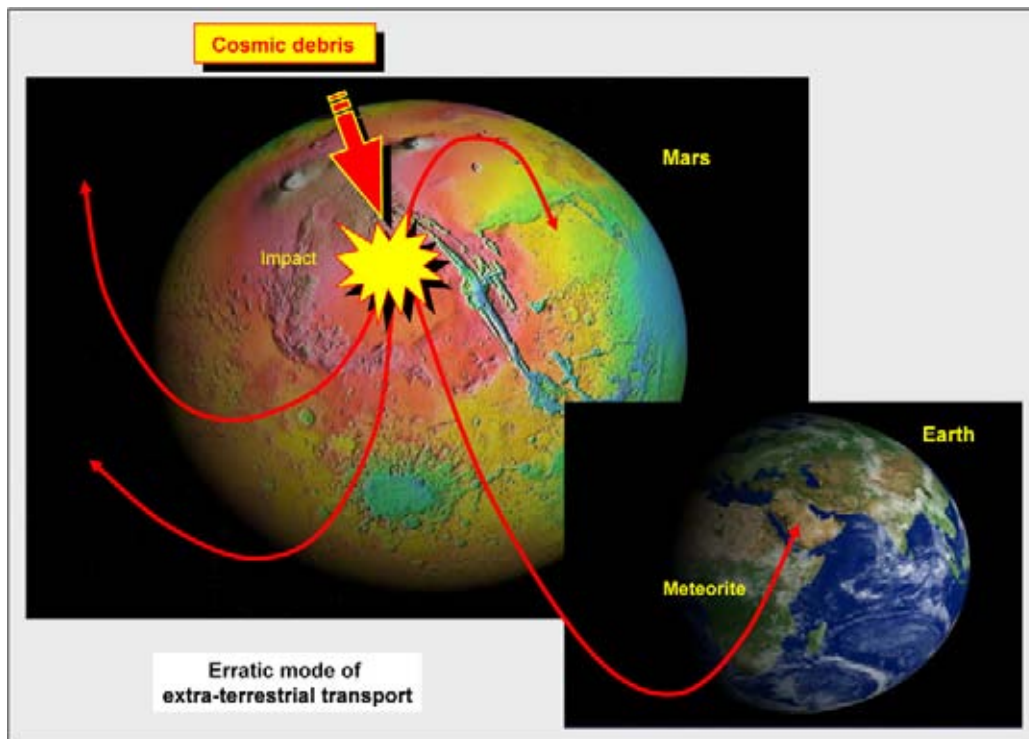 Cosmic debris
Mars
Impact
Earth
Meteorite
Erratic mode of
extra-terrestrial transport